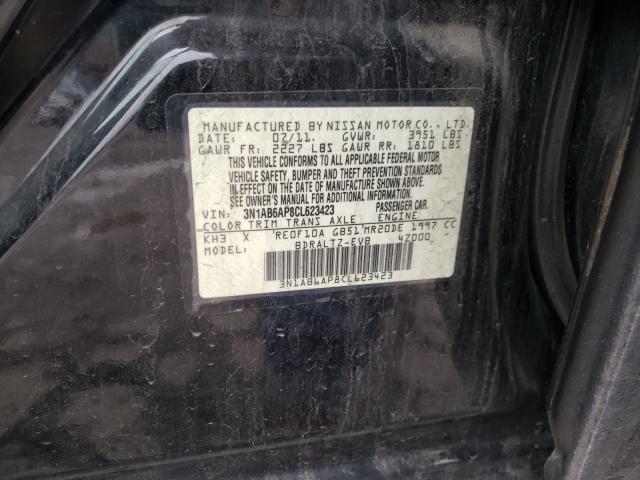 MANUFACTURED BY NISSAN MOTOR CO., LTD.
DATE: 07/11, GVWR: 3951 LBS
GAWR FR: 2227 LBS GAWR RR: 1810 LBS
THIS VEHICLE CONFORMS TO ALL APPLICABLE FEDERAL MOTOR
VEHICLE SAFETY, BUMPER AND THEFT PREVENTION STANDARDS
IN EFFECT ON THE DATE OF MANUFACTURE SHOWN ABOVE.
SEE OWNER'S MANUAL FOR ADDITIONAL INFORMATION
VIN: 3N1AB6AP8CL623423 PASSENGER CAR.
COLOR TRIM TRANS AXLE ENGINE
KH3 X RE0F10A GB51 MR20DE 1997 CC
MODEL: BDRALTZ-EVB 4Z000
3N1AB6AP8CL623423